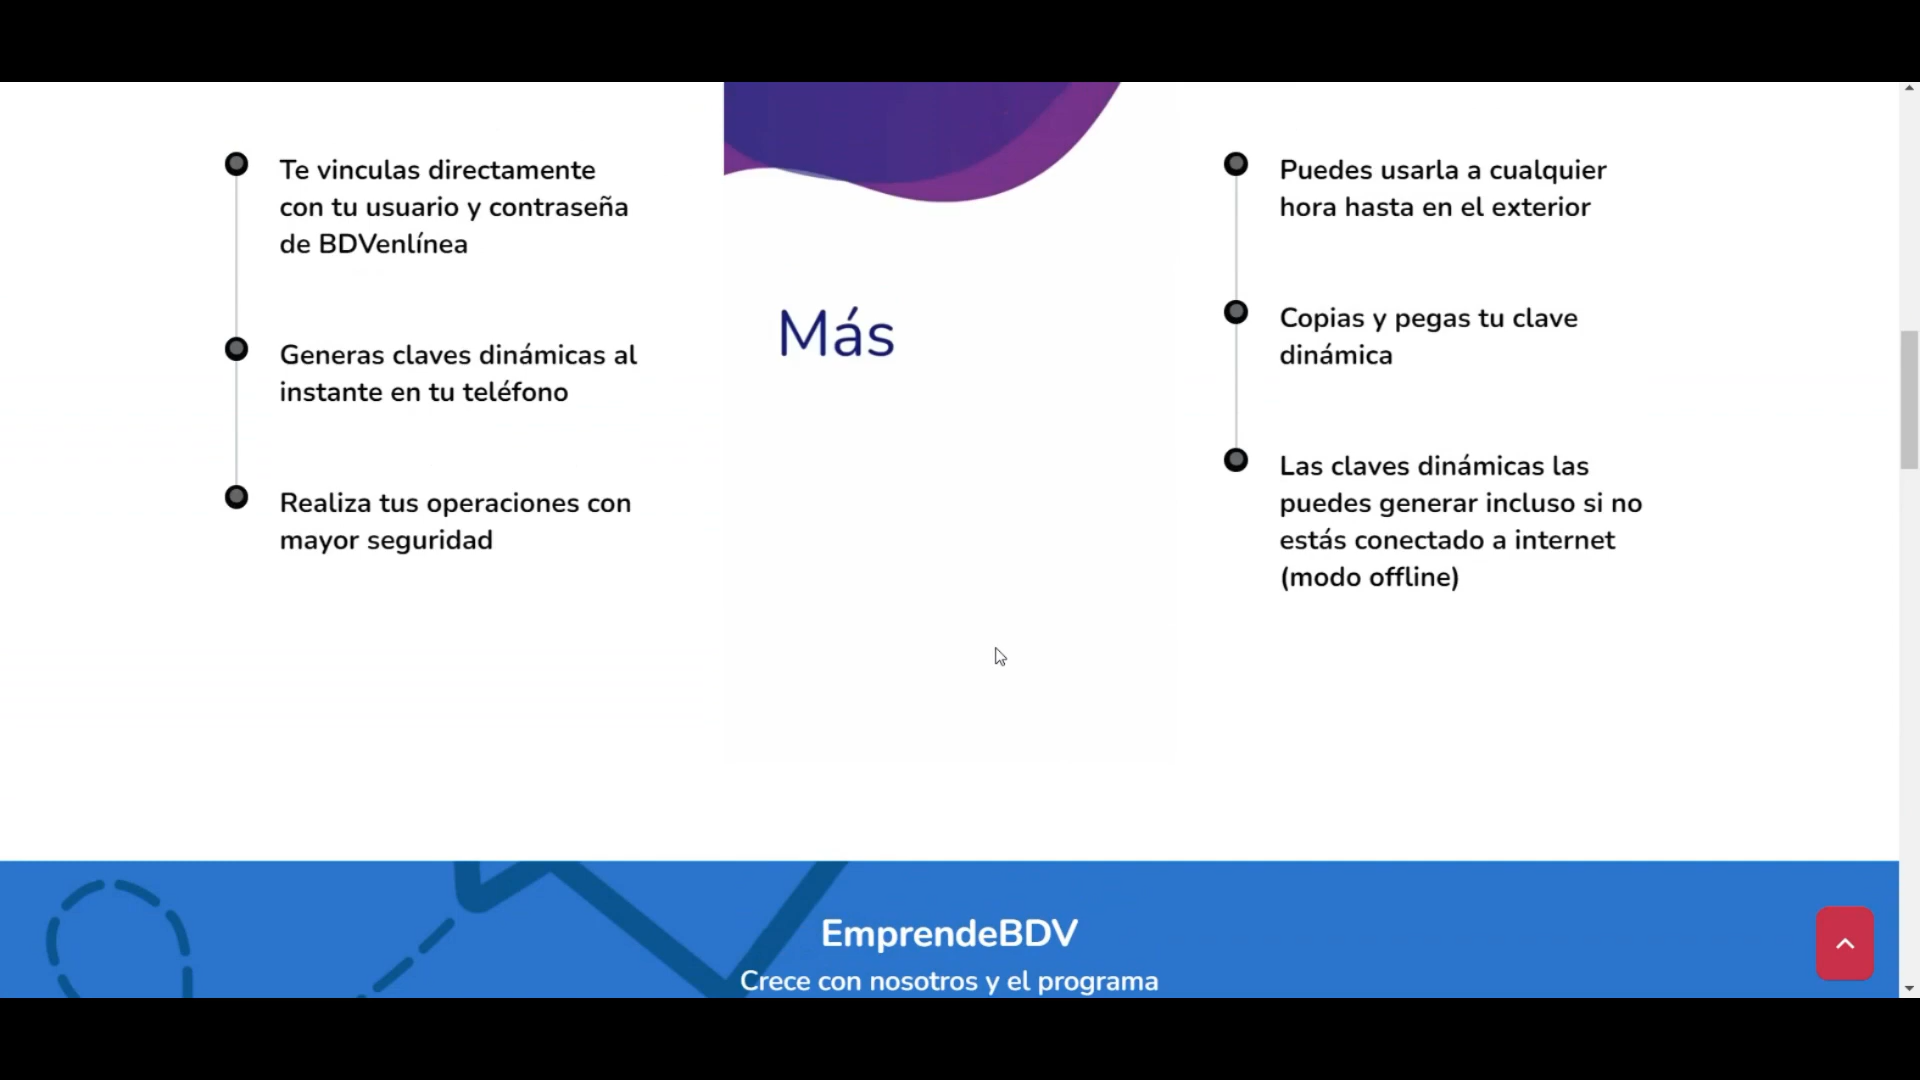 Te vinculas directamente
con tu usuario y contraseña
de BDVenlínea
Generas claves dinámicas al
instante en tu teléfono
Realiza tus operaciones con
mayor seguridad
Más
Puedes usarla a cualquier
hora hasta en el exterior
Copias y pegas tu clave
dinámica
Las claves dinámicas las
puedes generar incluso si no
estás conectado a internet
(modo offline)
EmprendeBDV
Crece con nosotros y el programa